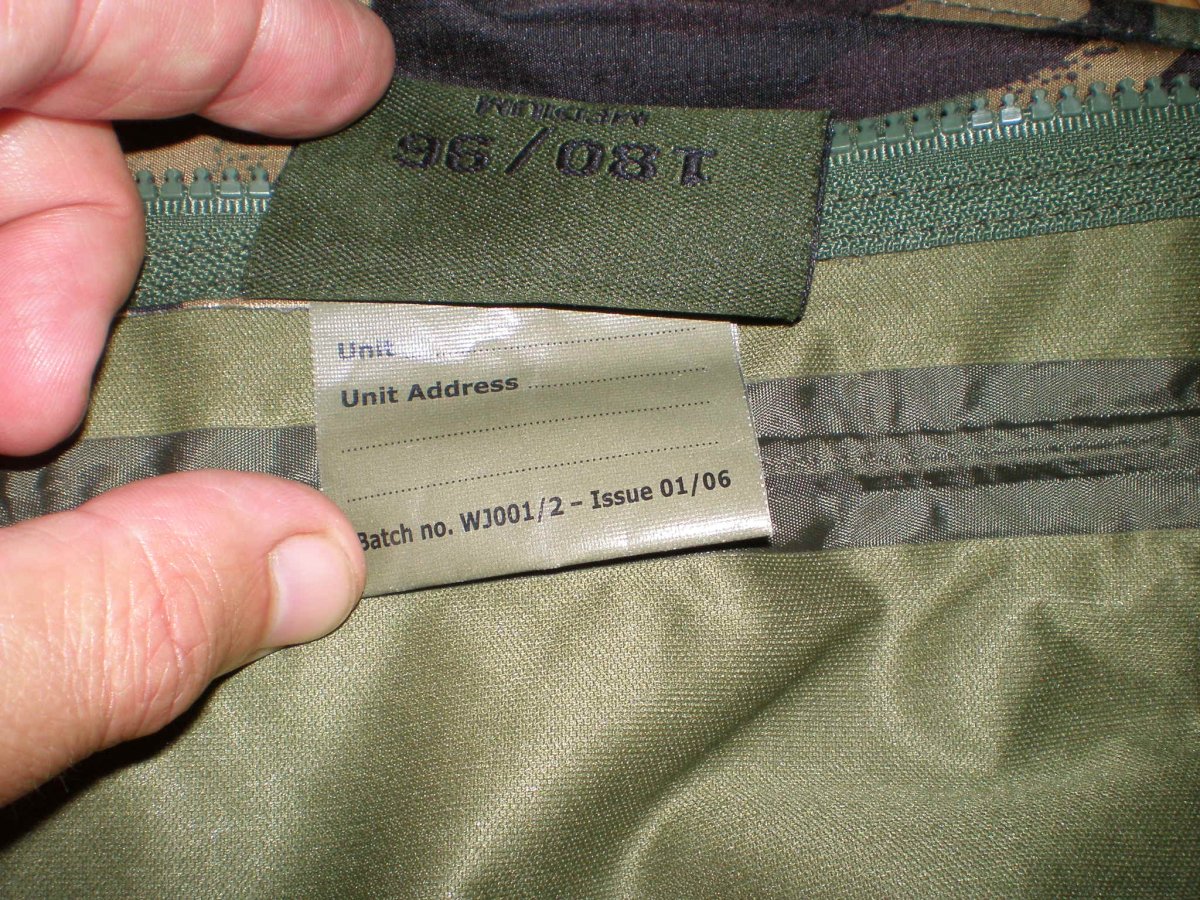 180/96
MEDIUM
Unit ........................
Unit Address ........................
........................
........................
Batch no. WJ001/2 – Issue 01/06